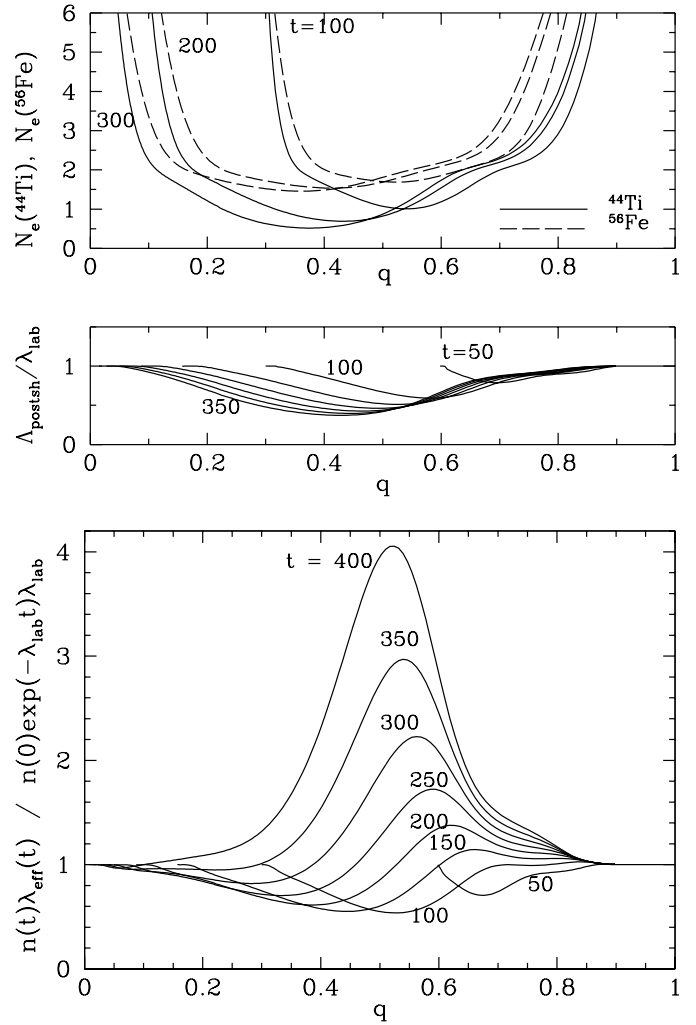 6
5
4
3
2
1
0
N_e(⁴⁴Ti), N_e(⁵⁶Fe)
t=100
200
300
⁴⁴Ti
⁵⁶Fe
0 0.2 0.4 0.6 0.8 1
q
1
0
Λ_postsh/λ_lab
t=50
100
350
0 0.2 0.4 0.6 0.8 1
q
4
3
2
1
0
n(t)λ_eff(t) / n(0)exp(−λ_lab t)λ_lab
t = 400
350
300
250
200
150
100
50
0 0.2 0.4 0.6 0.8 1
q